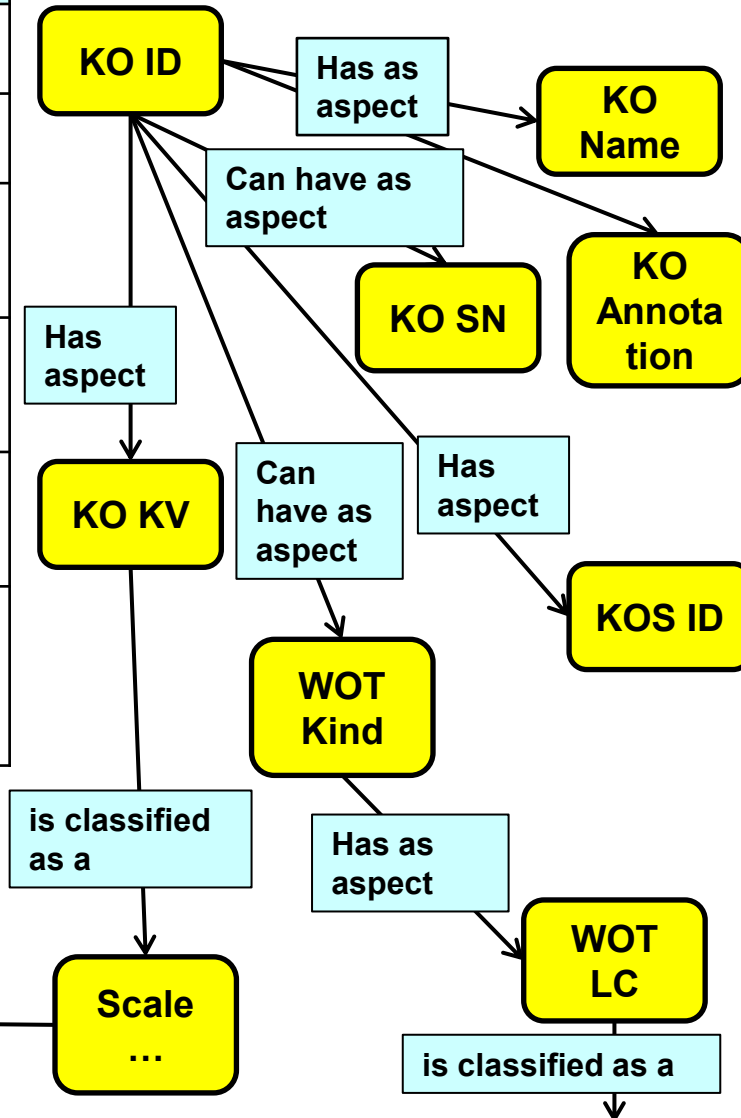 KO ID
Has as
aspect
KO
Name
Can have as
aspect
KO SN
KO
Annota
tion
Has
aspect
KO KV
Can
have as
aspect
Has
aspect
KOS ID
WOT
Kind
is classified
as a
Has as
aspect
WOT
LC
Scale
...
is classified as a